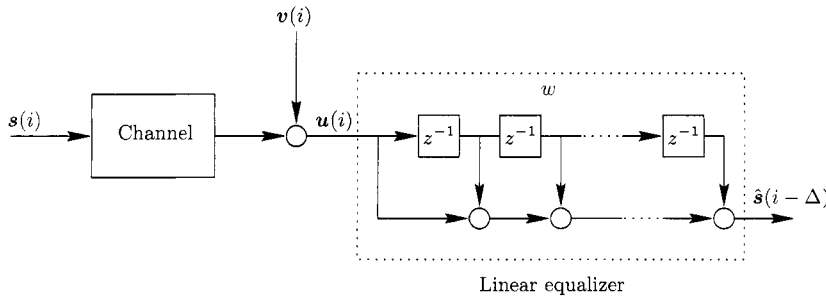 v(i)
w
s(i)
Channel
u(i)
z⁻¹
z⁻¹
z⁻¹
ŝ(i − Δ)
Linear equalizer